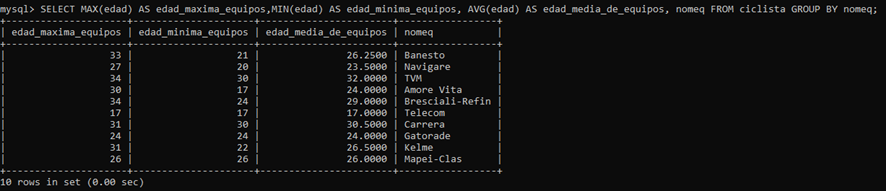 mysql> SELECT MAX(edad) AS edad_maxima_equipos,MIN(edad) AS edad_minima_equipos, AVG(edad) AS edad_media_de_equipos, nomeq FROM ciclista GROUP BY nomeq;
+---------------------+---------------------+-----------------------+-----------------+
| edad_maxima_equipos | edad_minima_equipos | edad_media_de_equipos | nomeq           |
+---------------------+---------------------+-----------------------+-----------------+
|                  33 |                  21 |               26.2500 | Banesto         |
|                  27 |                  20 |               23.5000 | Navigare        |
|                  34 |                  30 |               32.0000 | TVM             |
|                  30 |                  17 |               24.0000 | Amore Vita      |
|                  34 |                  24 |               29.0000 | Bresciali-Refin |
|                  17 |                  17 |               17.0000 | Telecom         |
|                  31 |                  30 |               30.5000 | Carrera         |
|                  24 |                  24 |               24.0000 | Gatorade        |
|                  31 |                  22 |               26.5000 | Kelme           |
|                  26 |                  26 |               26.0000 | Mapei-Clas      |
+---------------------+---------------------+-----------------------+-----------------+
10 rows in set (0.00 sec)